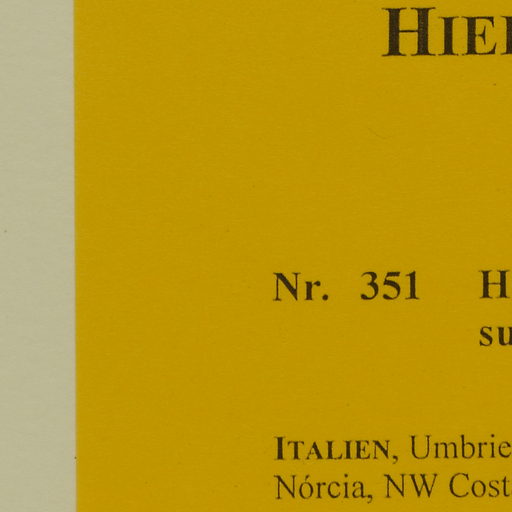 HIE
Nr. 351 H
su
ITALIEN, Umbrie
Nórcia, NW Cost